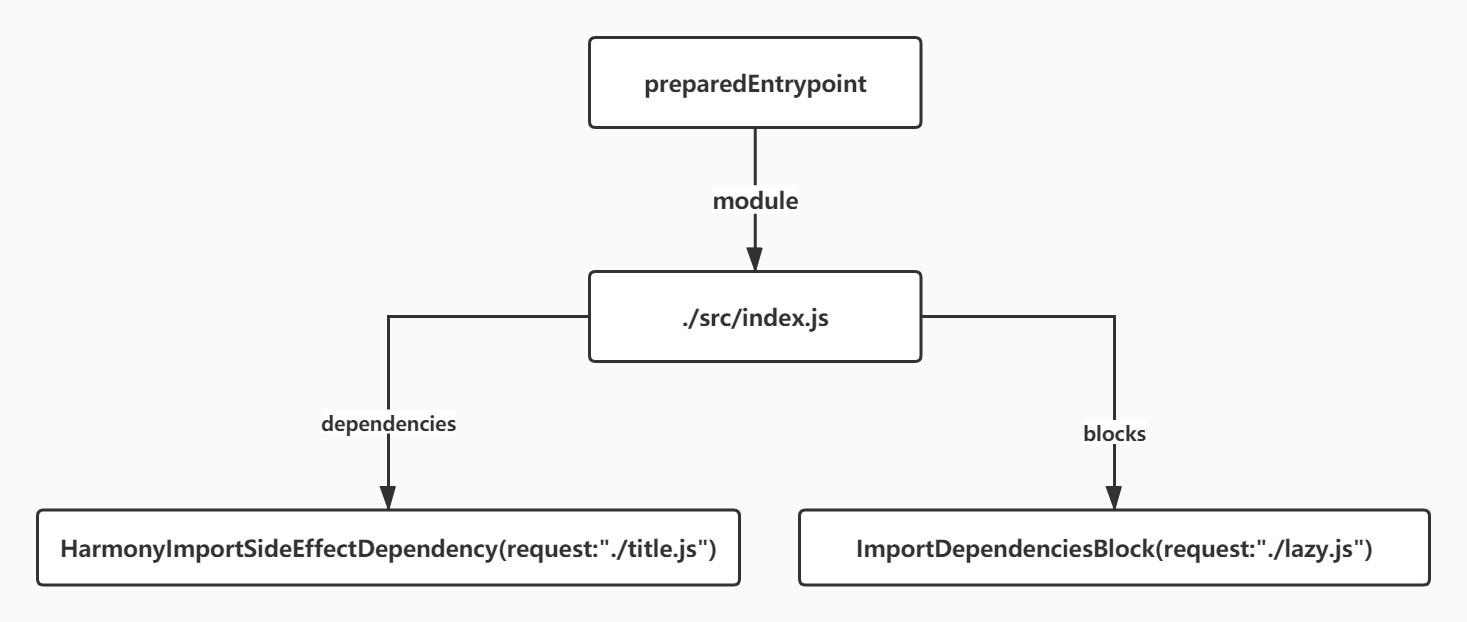 preparedEntrypoint
module
./src/index.js
dependencies
blocks
HarmonyImportSideEffectDependency(request:"./title.js")
ImportDependenciesBlock(request:"./lazy.js")